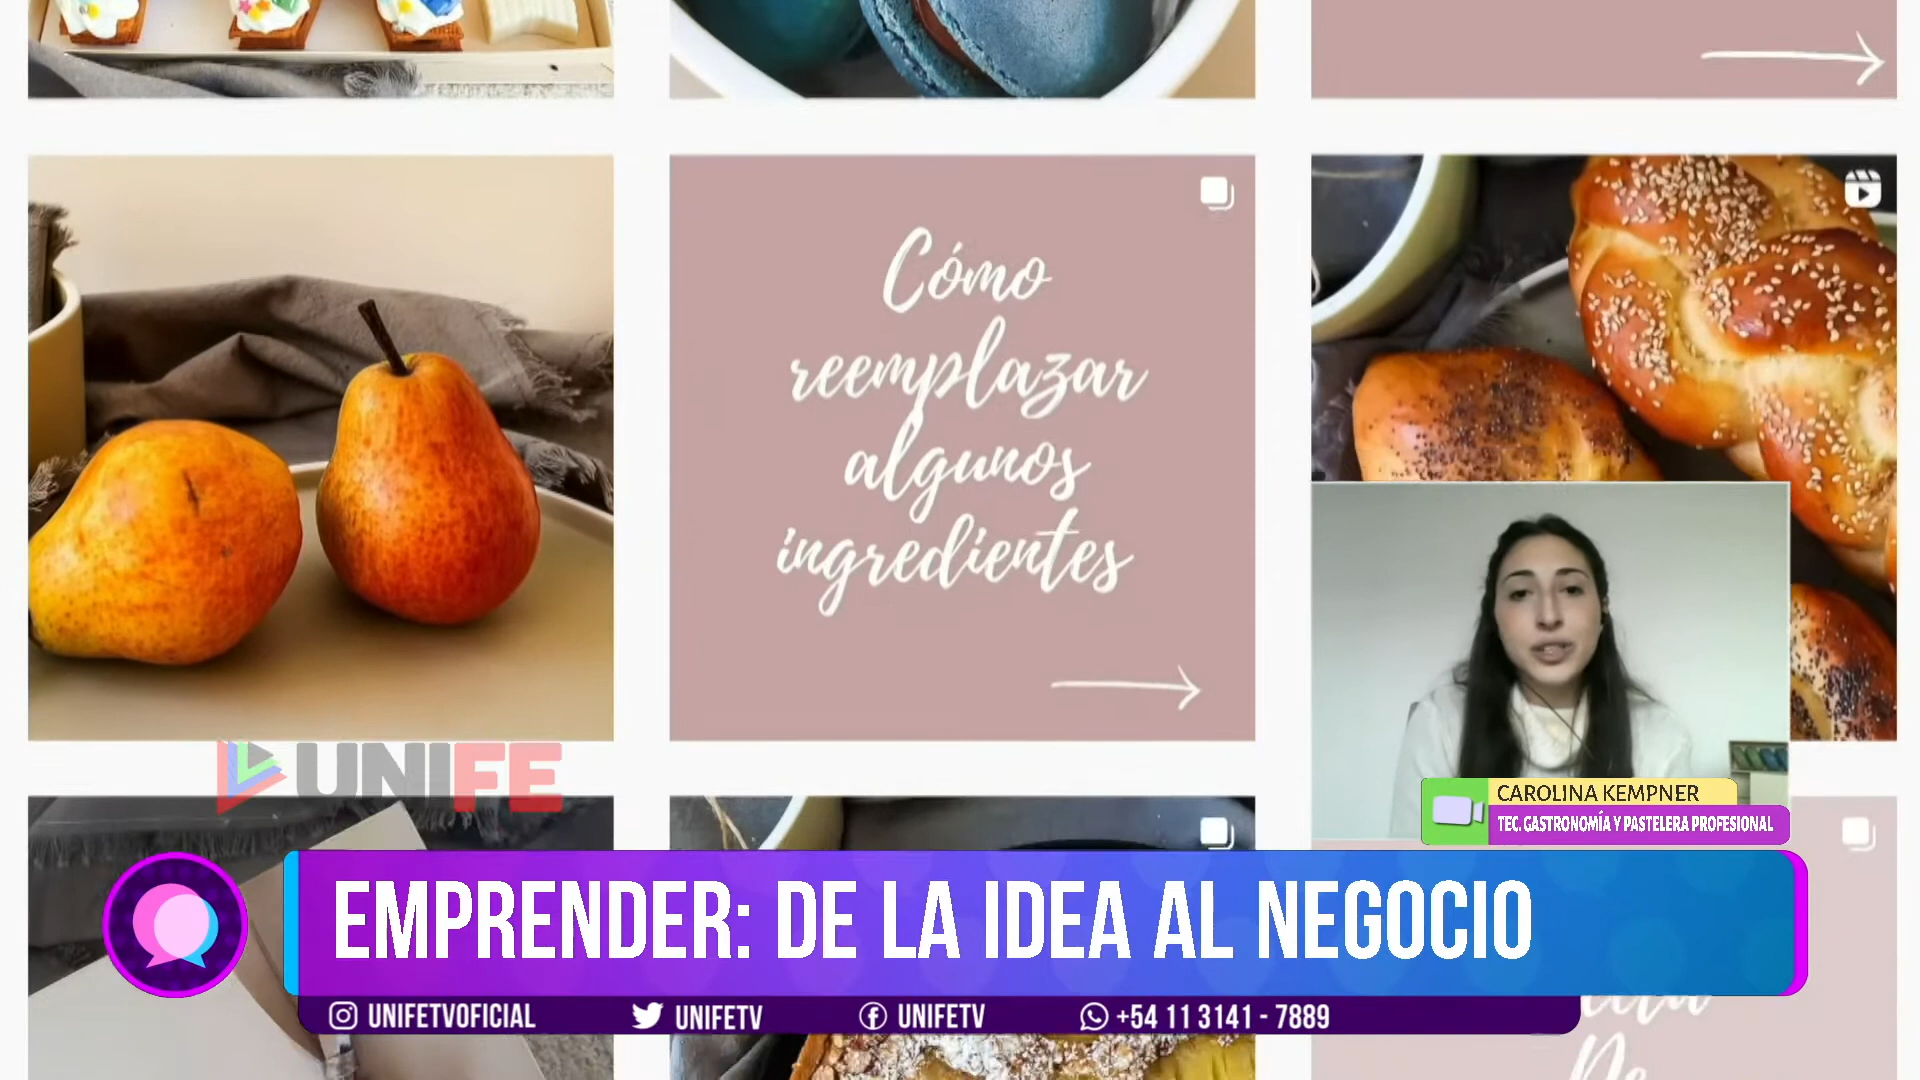 Cómo
reemplazar
algunos
ingredientes
UNIFE
CAROLINA KEMPNER
TEC. GASTRONOMÍA Y PASTELERA PROFESIONAL
EMPRENDER: DE LA IDEA AL NEGOCIO
UNIFETVOFICIAL
UNIFETV
UNIFETV
+54 11 3141 - 7889
De